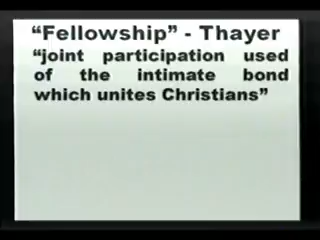 “Fellowship” - Thayer
“joint participation used
of the intimate bond
which unites Christians”